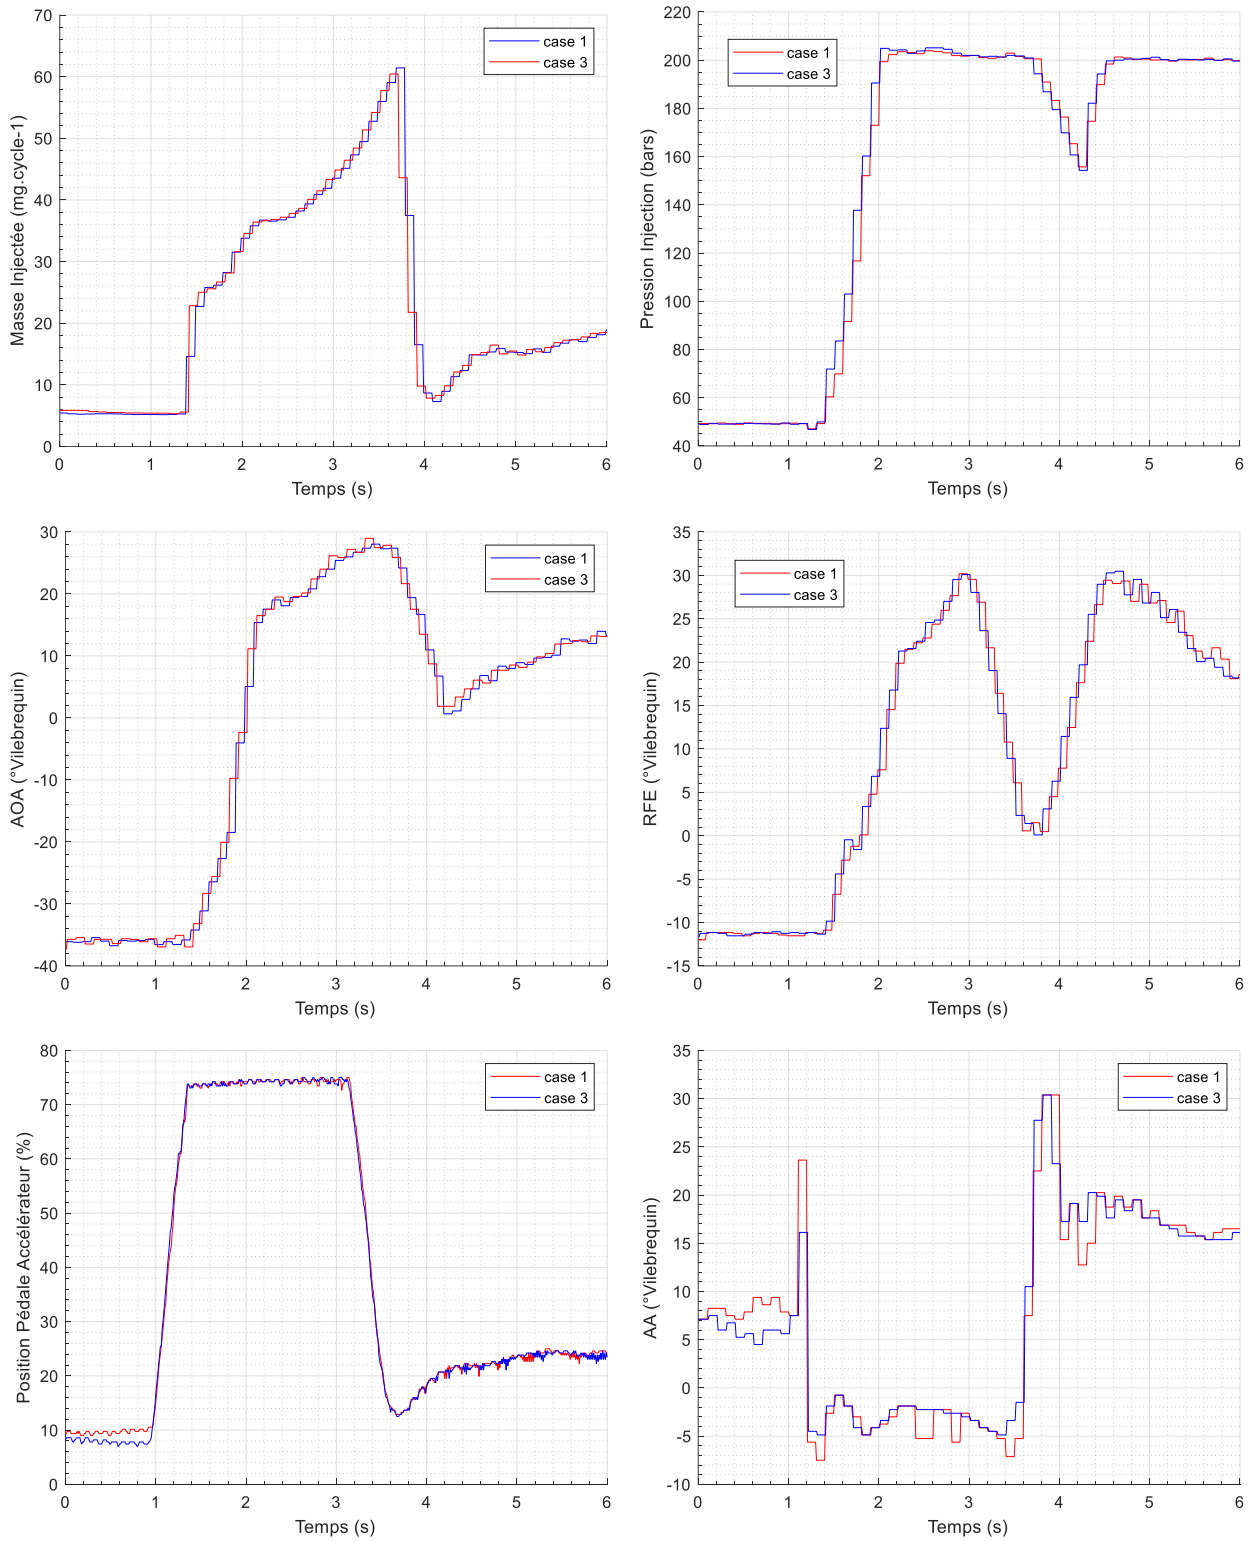 70
60
50
40
30
20
10
0
Masse Injectée (mg.cycle-1)
case 1
case 3
0 1 2 3 4 5 6
Temps (s)
220
200
180
160
140
120
100
80
60
40
Pression Injection (bars)
case 1
case 3
0 1 2 3 4 5 6
Temps (s)
30
20
10
0
-10
-20
-30
-40
AOA (°Vilebrequin)
case 1
case 3
0 1 2 3 4 5 6
Temps (s)
35
30
25
20
15
10
5
0
-5
-10
-15
RFE (°Vilebrequin)
case 1
case 3
0 1 2 3 4 5 6
Temps (s)
80
70
60
50
40
30
20
10
0
Position Pédale Accélérateur (%)
case 1
case 3
0 1 2 3 4 5 6
Temps (s)
35
30
25
20
15
10
5
0
-5
-10
AA (°Vilebrequin)
case 1
case 3
0 1 2 3 4 5 6
Temps (s)